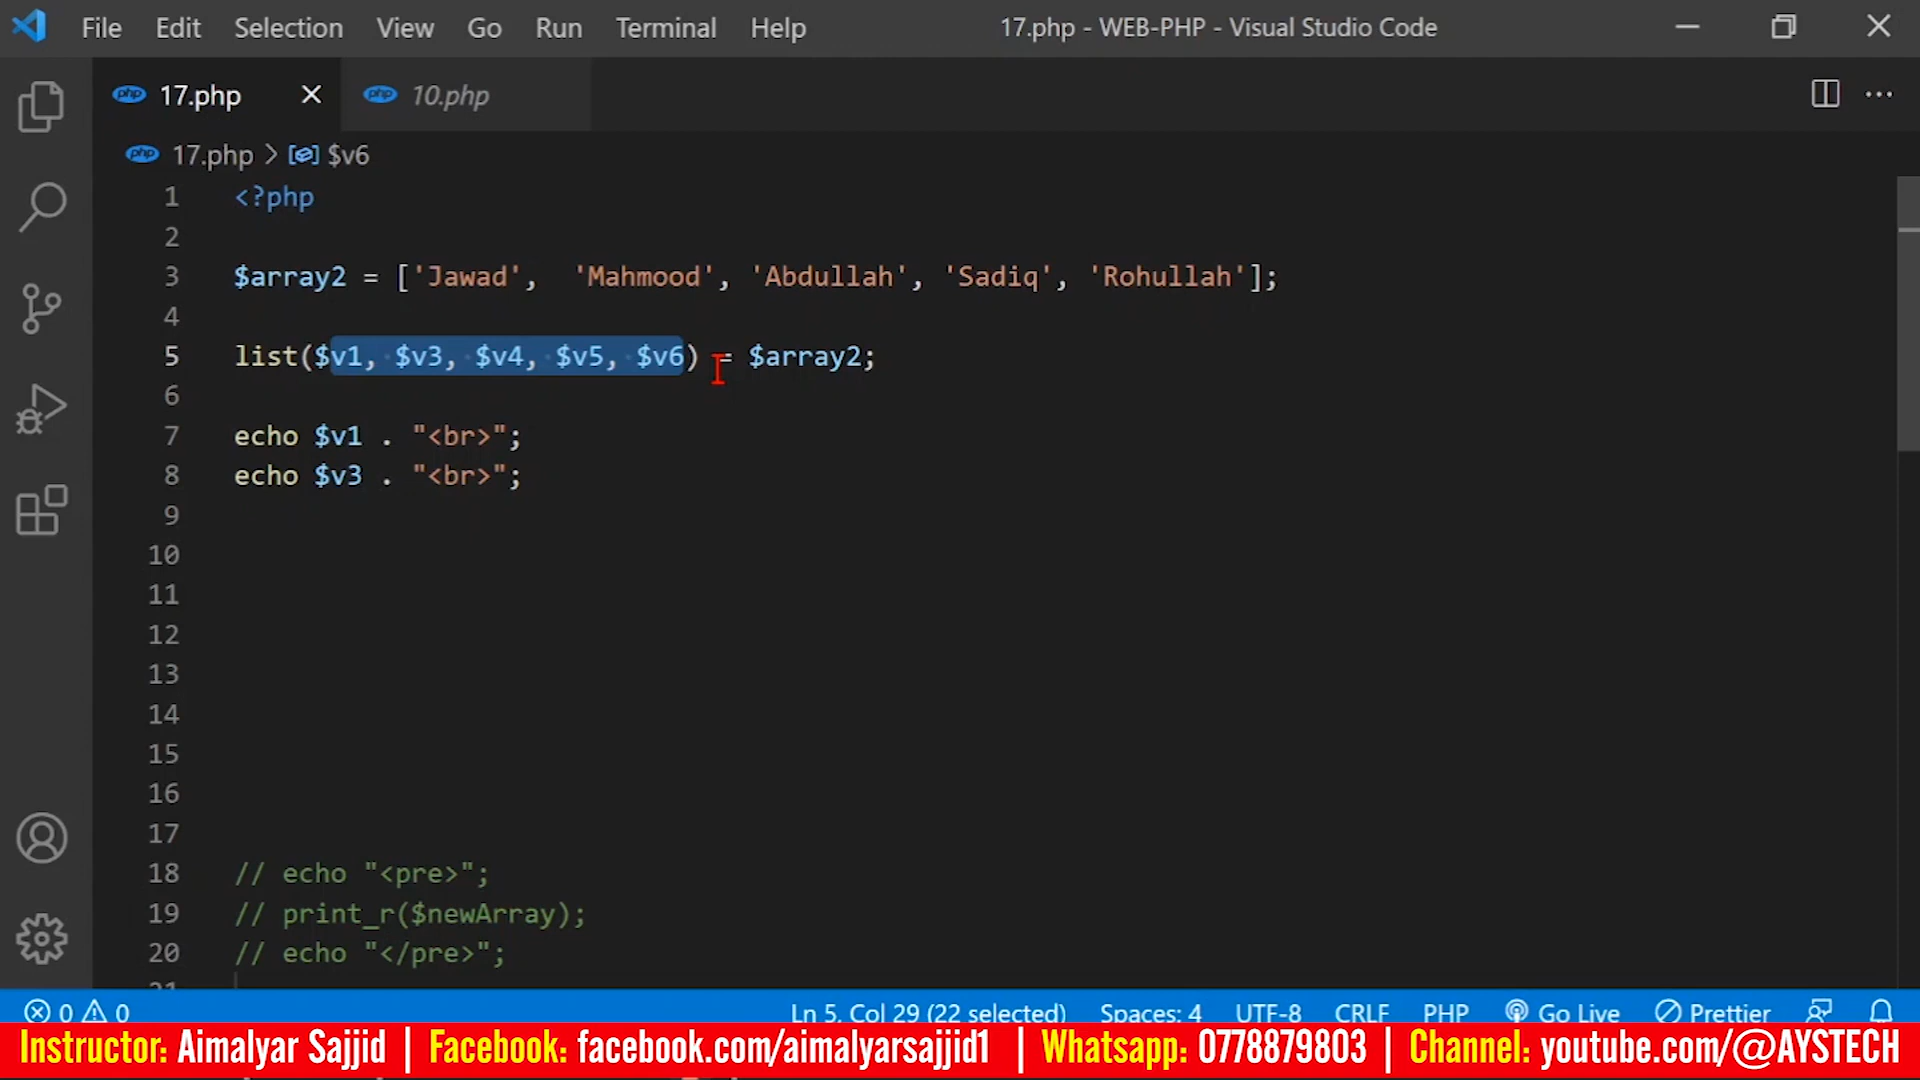 File Edit Selection View Go Run Terminal Help 17.php - WEB-PHP - Visual Studio Code
php 17.php php 10.php
php 17.php > $v6
1 <?php
2
3 $array2 = ['Jawad',  'Mahmood', 'Abdullah', 'Sadiq', 'Rohullah'];
4
5 list($v1, $v3, $v4, $v5, $v6) = $array2;
6
7 echo $v1 . "<br>";
8 echo $v3 . "<br>";
9
10
11
12
13
14
15
16
17
18 // echo "<pre>";
19 // print_r($newArray);
20 // echo "</pre>";
21
0 0 Ln 5, Col 29 (22 selected) Spaces: 4 UTF-8 CRLF PHP Go Live Prettier
Instructor: Aimalyar Sajjid | Facebook: facebook.com/aimalyarsajjid1 | Whatsapp: 0778879803 | Channel: youtube.com/@AYSTECH